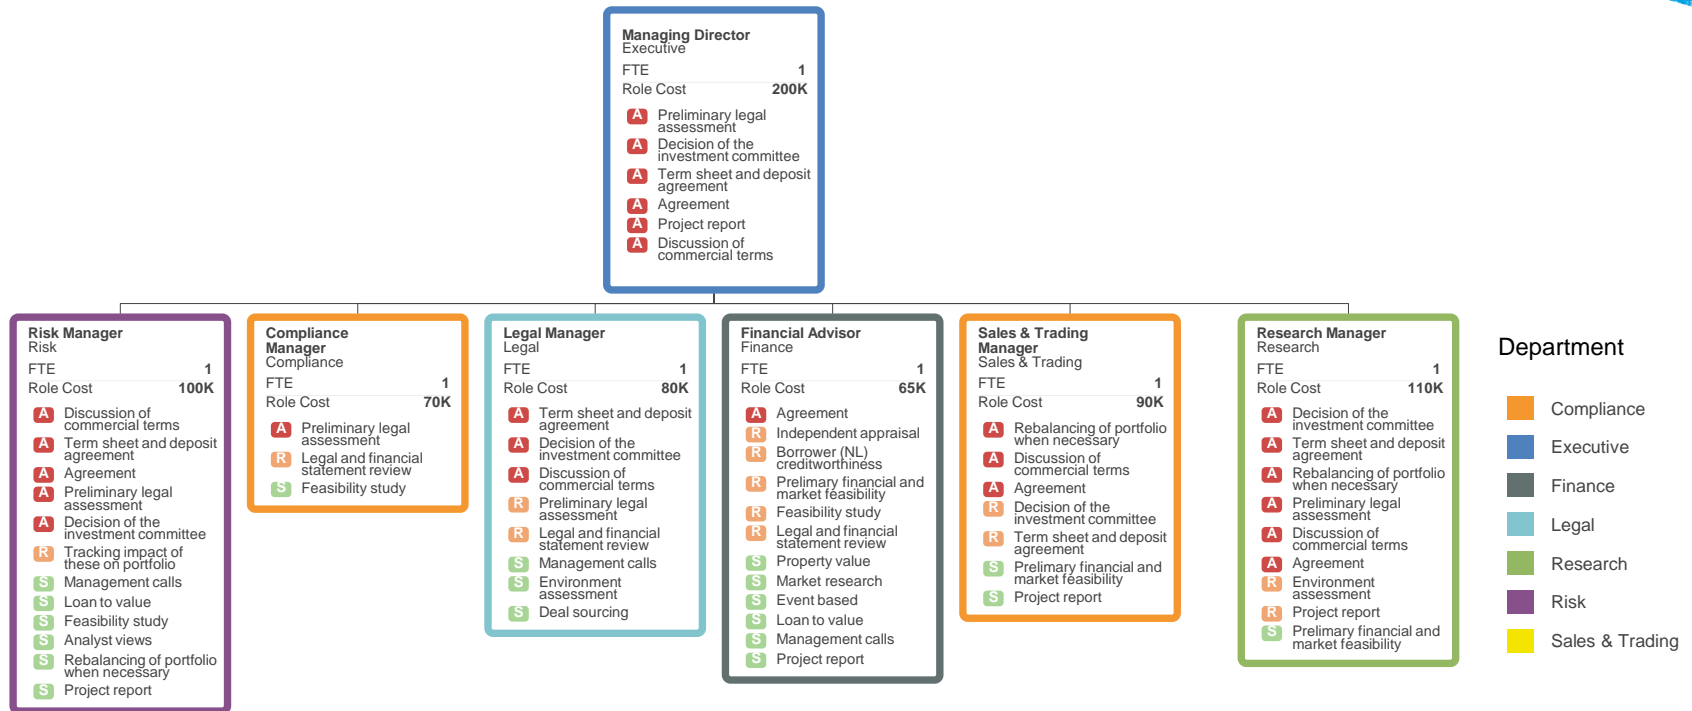 Managing Director
Executive
FTE 1
Role Cost 200K
A Preliminary legal
assessment
A Decision of the
investment committee
A Term sheet and deposit
agreement
A Agreement
A Project report
A Discussion of
commercial terms
Risk Manager
Risk
FTE 1
Role Cost 100K
A Discussion of
commercial terms
A Term sheet and deposit
agreement
A Agreement
A Preliminary legal
assessment
A Decision of the
investment committee
R Tracking impact of
these on portfolio
S Management calls
S Loan to value
S Feasibility study
S Analyst views
S Rebalancing of portfolio
when necessary
S Project report
Compliance
Manager
Compliance
FTE 1
Role Cost 70K
A Preliminary legal
assessment
R Legal and financial
statement review
S Feasibility study
Legal Manager
Legal
FTE 1
Role Cost 80K
A Term sheet and deposit
agreement
A Decision of the
investment committee
A Discussion of
commercial terms
R Preliminary legal
assessment
R Legal and financial
statement review
S Management calls
S Environment
assessment
S Deal sourcing
Financial Advisor
Finance
FTE 1
Role Cost 65K
A Agreement
R Independent appraisal
R Borrower (NL)
creditworthiness
R Prelimary financial and
market feasibility
R Feasibility study
R Legal and financial
statement review
S Property value
S Market research
S Event based
S Loan to value
S Management calls
S Project report
Sales & Trading
Manager
Sales & Trading
FTE 1
Role Cost 90K
A Rebalancing of portfolio
when necessary
A Discussion of
commercial terms
A Agreement
R Decision of the
investment committee
R Term sheet and deposit
agreement
S Prelimary financial and
market feasibility
S Project report
Research Manager
Research
FTE 1
Role Cost 110K
A Decision of the
investment committee
A Term sheet and deposit
agreement
A Rebalancing of portfolio
when necessary
A Preliminary legal
assessment
A Discussion of
commercial terms
A Agreement
R Environment
assessment
R Project report
S Prelimary financial and
market feasibility
Department
Compliance
Executive
Finance
Legal
Research
Risk
Sales & Trading